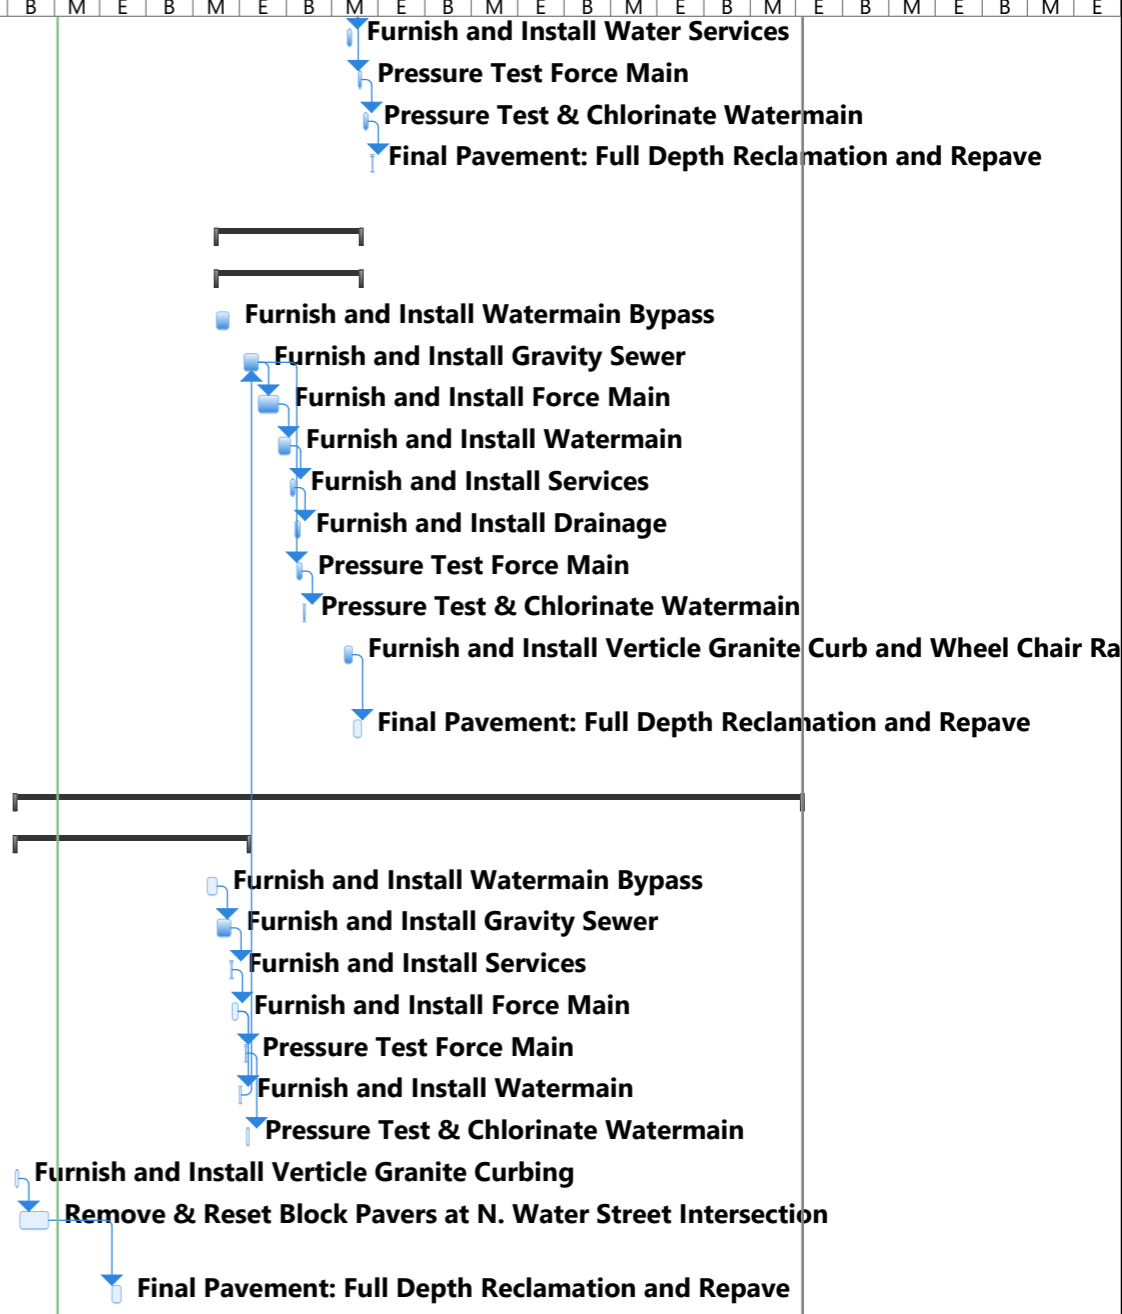 B M E B M E B M E B M E B M E B M E B M E B M E
Furnish and Install Water Services
Pressure Test Force Main
Pressure Test & Chlorinate Watermain
Final Pavement: Full Depth Reclamation and Repave
Furnish and Install Watermain Bypass
Furnish and Install Gravity Sewer
Furnish and Install Force Main
Furnish and Install Watermain
Furnish and Install Services
Furnish and Install Drainage
Pressure Test Force Main
Pressure Test & Chlorinate Watermain
Furnish and Install Verticle Granite Curb and Wheel Chair Ra
Final Pavement: Full Depth Reclamation and Repave
Furnish and Install Watermain Bypass
Furnish and Install Gravity Sewer
Furnish and Install Services
Furnish and Install Force Main
Pressure Test Force Main
Furnish and Install Watermain
Pressure Test & Chlorinate Watermain
Furnish and Install Verticle Granite Curbing
Remove & Reset Block Pavers at N. Water Street Intersection
Final Pavement: Full Depth Reclamation and Repave